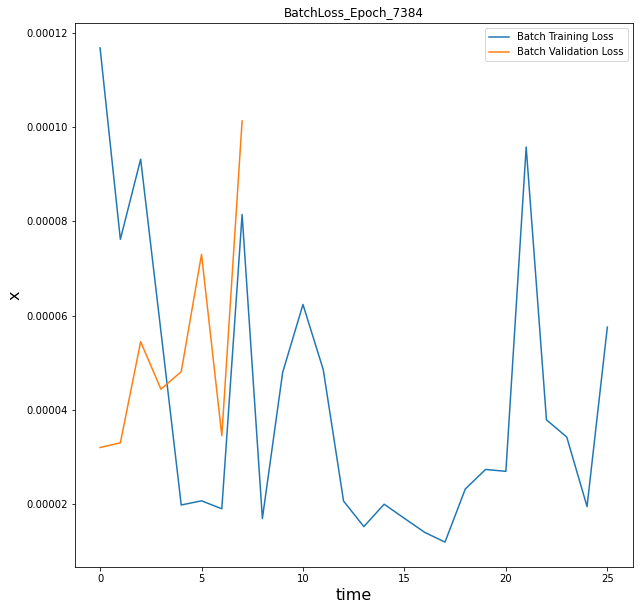 BatchLoss_Epoch_7384
Batch Training Loss
Batch Validation Loss
0.00012
0.00010
0.00008
0.00006
0.00004
0.00002
x
0 5 10 15 20 25
time